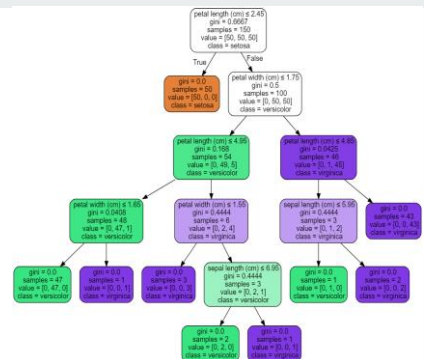 petal length (cm) ≤ 2.45
gini = 0.6667
samples = 150
value = [50, 50, 50]
class = setosa
True
False
gini = 0.0
samples = 50
value = [50, 0, 0]
class = setosa
petal width (cm) ≤ 1.75
gini = 0.5
samples = 100
value = [0, 50, 50]
class = versicolor
petal length (cm) ≤ 4.95
gini = 0.168
samples = 54
value = [0, 49, 5]
class = versicolor
petal length (cm) ≤ 4.85
gini = 0.0425
samples = 46
value = [0, 1, 45]
class = virginica
petal width (cm) ≤ 1.65
gini = 0.0408
samples = 48
value = [0, 47, 1]
class = versicolor
petal width (cm) ≤ 1.55
gini = 0.4444
samples = 6
value = [0, 2, 4]
class = virginica
sepal length (cm) ≤ 5.95
gini = 0.4444
samples = 3
value = [0, 1, 2]
class = virginica
gini = 0.0
samples = 43
value = [0, 0, 43]
class = virginica
gini = 0.0
samples = 47
value = [0, 47, 0]
class = versicolor
gini = 0.0
samples = 1
value = [0, 0, 1]
class = virginica
gini = 0.0
samples = 3
value = [0, 0, 3]
class = virginica
sepal length (cm) ≤ 6.95
gini = 0.4444
samples = 3
value = [0, 2, 1]
class = versicolor
gini = 0.0
samples = 1
value = [0, 1, 0]
class = versicolor
gini = 0.0
samples = 2
value = [0, 0, 2]
class = virginica
gini = 0.0
samples = 2
value = [0, 2, 0]
class = versicolor
gini = 0.0
samples = 1
value = [0, 0, 1]
class = virginica